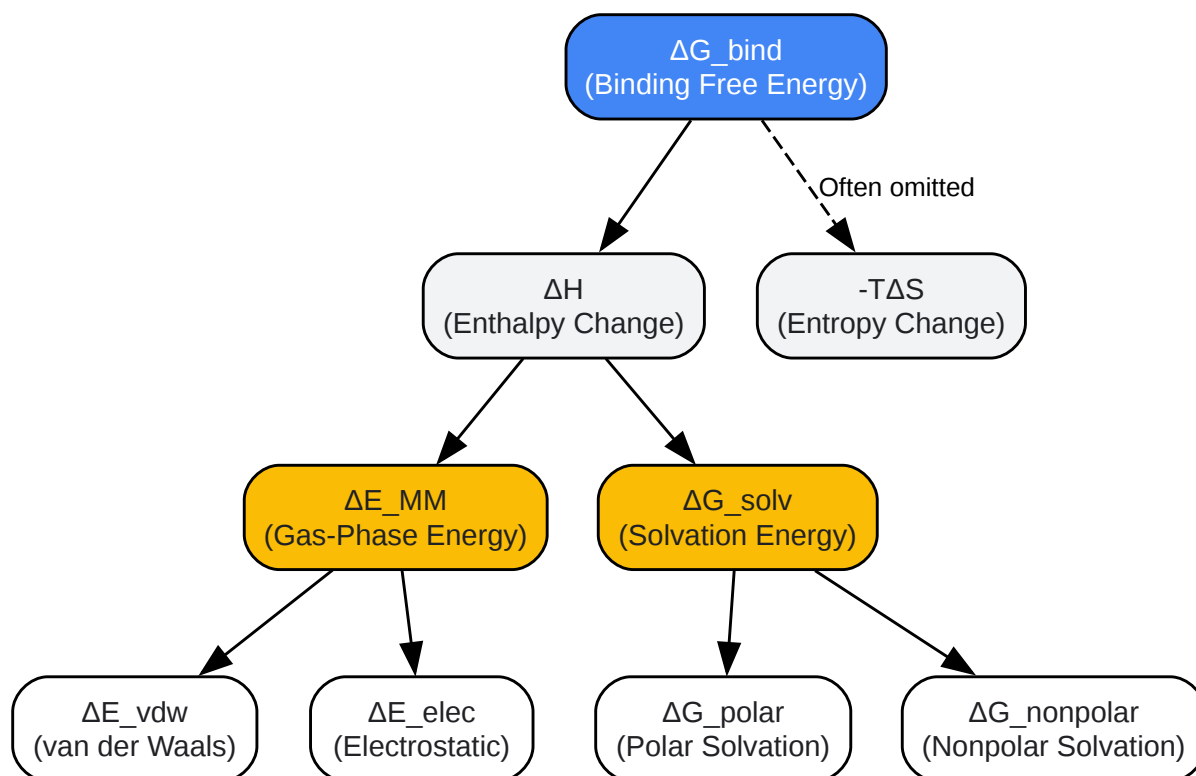 ΔG_bind
(Binding Free Energy)
Often omitted
ΔH
(Enthalpy Change)
-TΔS
(Entropy Change)
ΔE_MM
(Gas-Phase Energy)
ΔG_solv
(Solvation Energy)
ΔE_vdw
(van der Waals)
ΔE_elec
(Electrostatic)
ΔG_polar
(Polar Solvation)
ΔG_nonpolar
(Nonpolar Solvation)